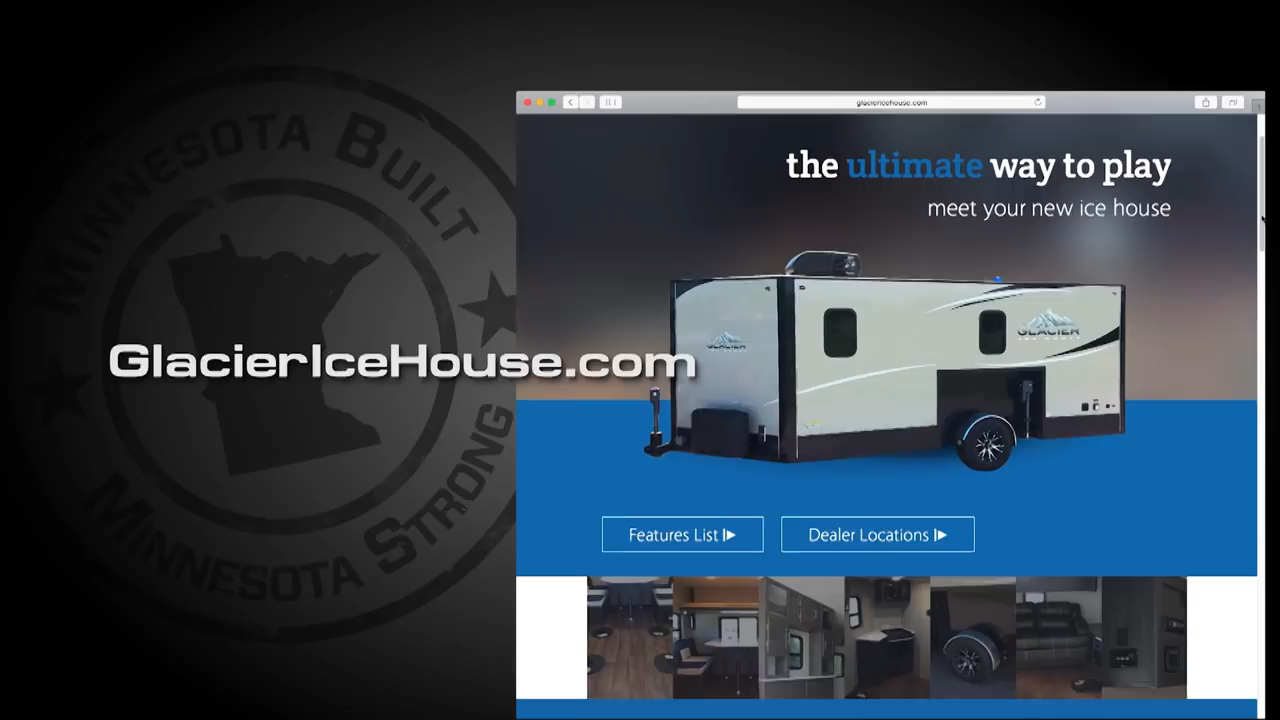 MINNESOTA BUILT
GlacierIceHouse.com
MINNESOTA STRONG
glaciericehouse.com
the ultimate way to play
meet your new ice house
GLACIER
GLACIER
Features List
Dealer Locations